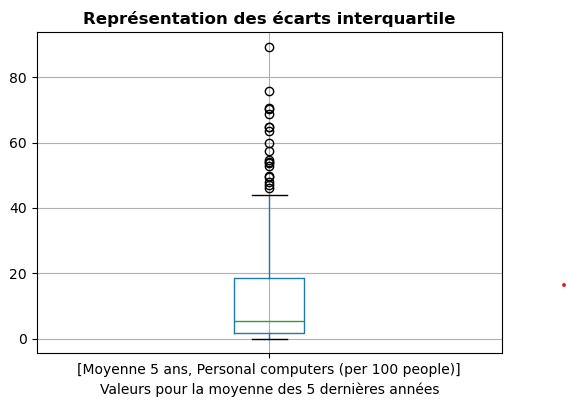 Représentation des écarts interquartile
80
60
40
20
0
[Moyenne 5 ans, Personal computers (per 100 people)]
Valeurs pour la moyenne des 5 dernières années